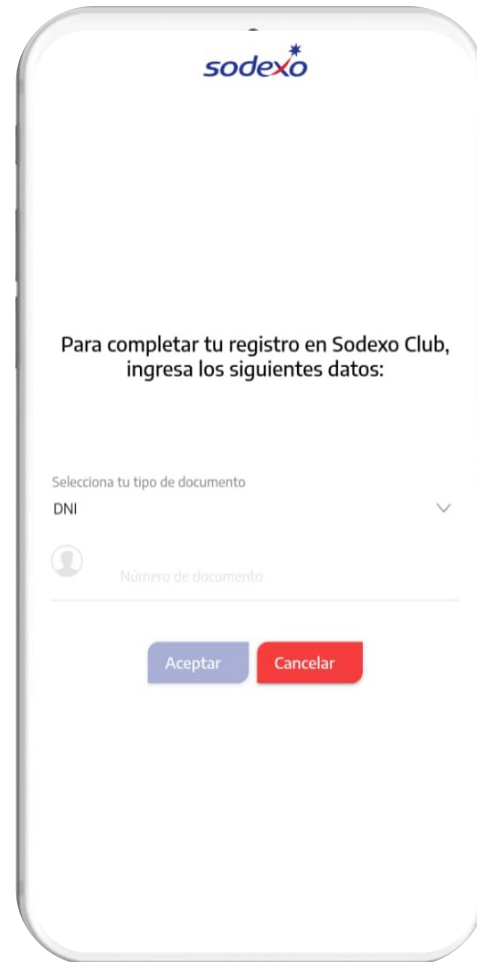 sodexo
Para completar tu registro en Sodexo Club,
ingresa los siguientes datos:
Selecciona tu tipo de documento
DNI
Número de documento
Aceptar
Cancelar